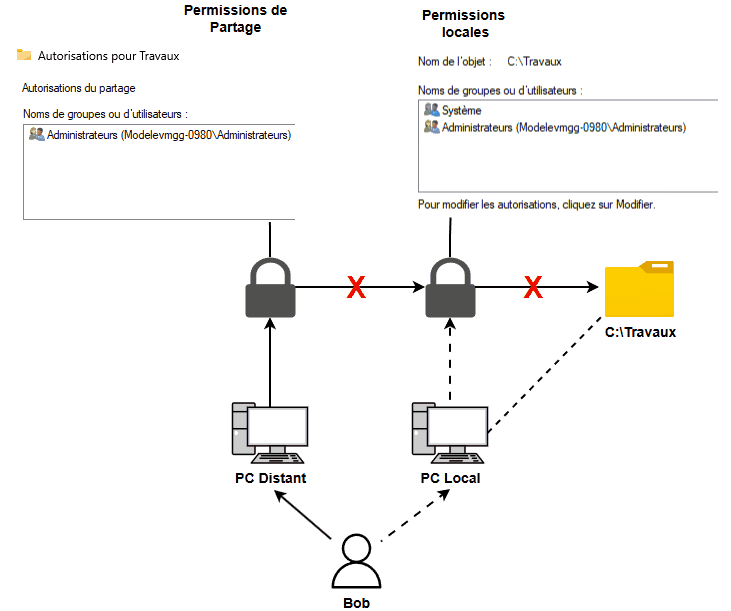 Permissions de
Partage
Autorisations pour Travaux
Autorisations du partage
Noms de groupes ou d'utilisateurs :
Administrateurs (Modelevmgg-0980\Administrateurs)
Permissions
locales
Nom de l'objet : C:\Travaux
Noms de groupes ou d'utilisateurs :
Système
Administrateurs (Modelevmgg-0980\Administrateurs)
Pour modifier les autorisations, cliquez sur Modifier.
X
X
C:\Travaux
PC Distant
PC Local
Bob